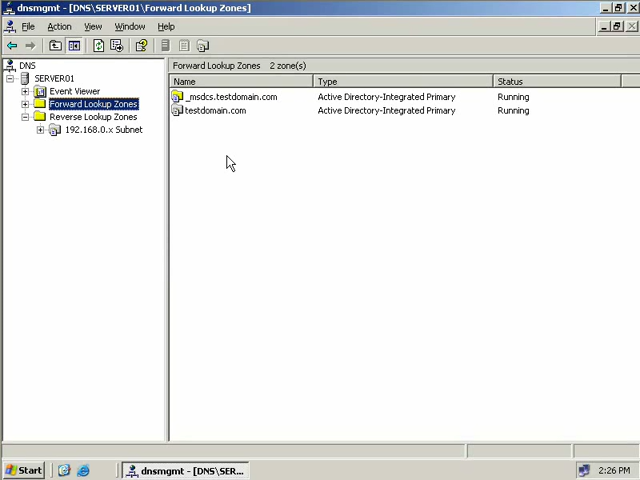 dnsmgmt - [DNS\SERVER01\Forward Lookup Zones]
File Action View Window Help
DNS
SERVER01
Event Viewer
Forward Lookup Zones
Reverse Lookup Zones
192.168.0.x Subnet
Forward Lookup Zones 2 zone(s)
Name Type Status
_msdcs.testdomain.com Active Directory-Integrated Primary Running
testdomain.com Active Directory-Integrated Primary Running
Start dnsmgmt - [DNS\SER... 2:26 PM